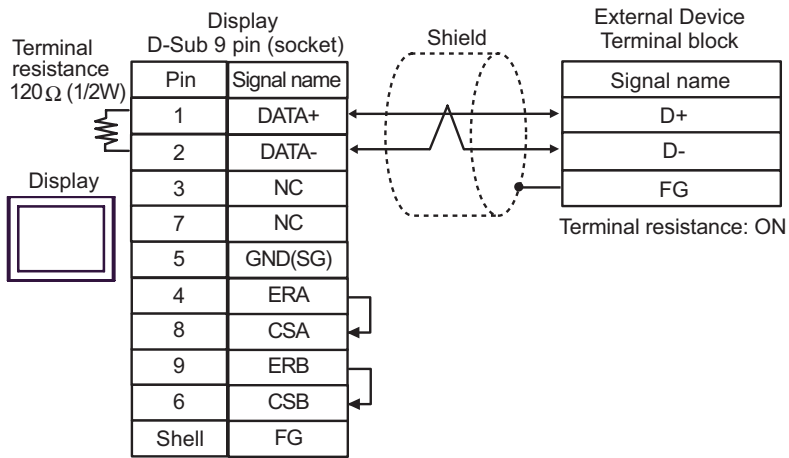 Display
D-Sub 9 pin (socket)
Shield
External Device
Terminal block
Terminal
resistance
120Ω (1/2W)
Pin Signal name
Signal name
1 DATA+
D+
2 DATA-
D-
Display
3 NC
FG
7 NC
Terminal resistance: ON
5 GND(SG)
4 ERA
8 CSA
9 ERB
6 CSB
Shell FG